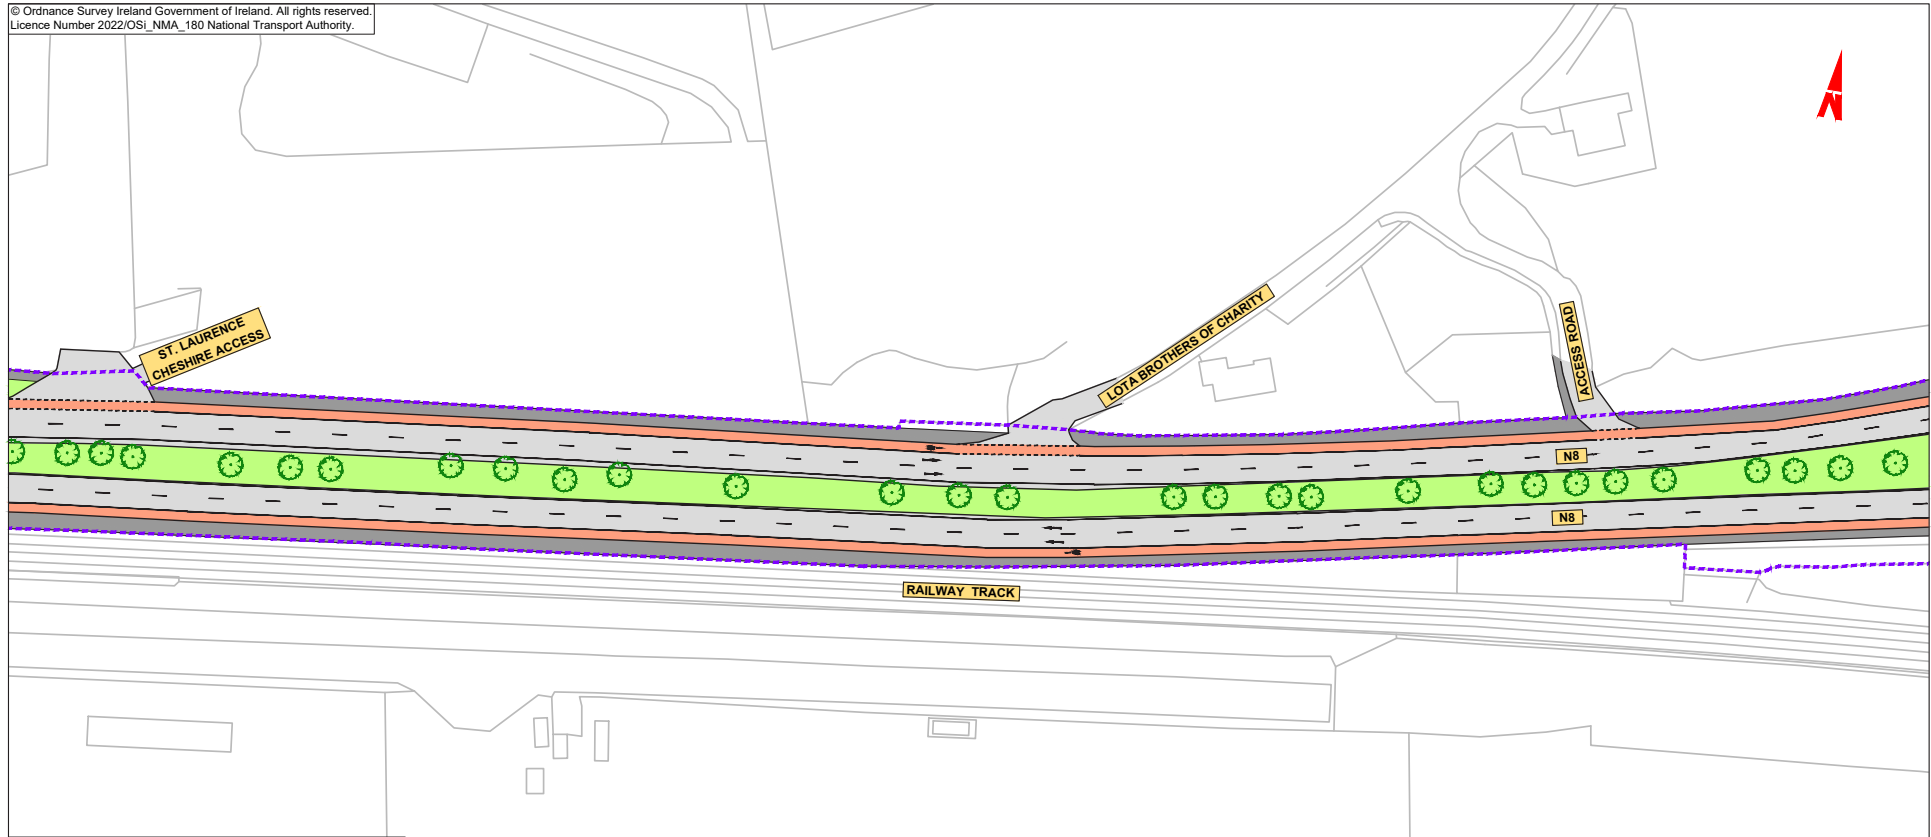 © Ordnance Survey Ireland Government of Ireland. All rights reserved.
Licence Number 2022/OSi_NMA_180 National Transport Authority.
N
ST. LAURENCE
CHESHIRE ACCESS
LOTA BROTHERS OF CHARITY
ACCESS ROAD
N8
N8
RAILWAY TRACK